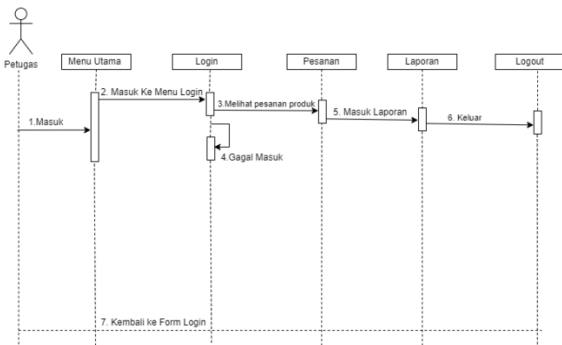 Petugas
Menu Utama
Login
Pesanan
Laporan
Logout
2. Masuk Ke Menu Login
3.Melihat pesanan produk
5. Masuk Laporan
6. Keluar
1.Masuk
4.Gagal Masuk
7. Kembali ke Form Login